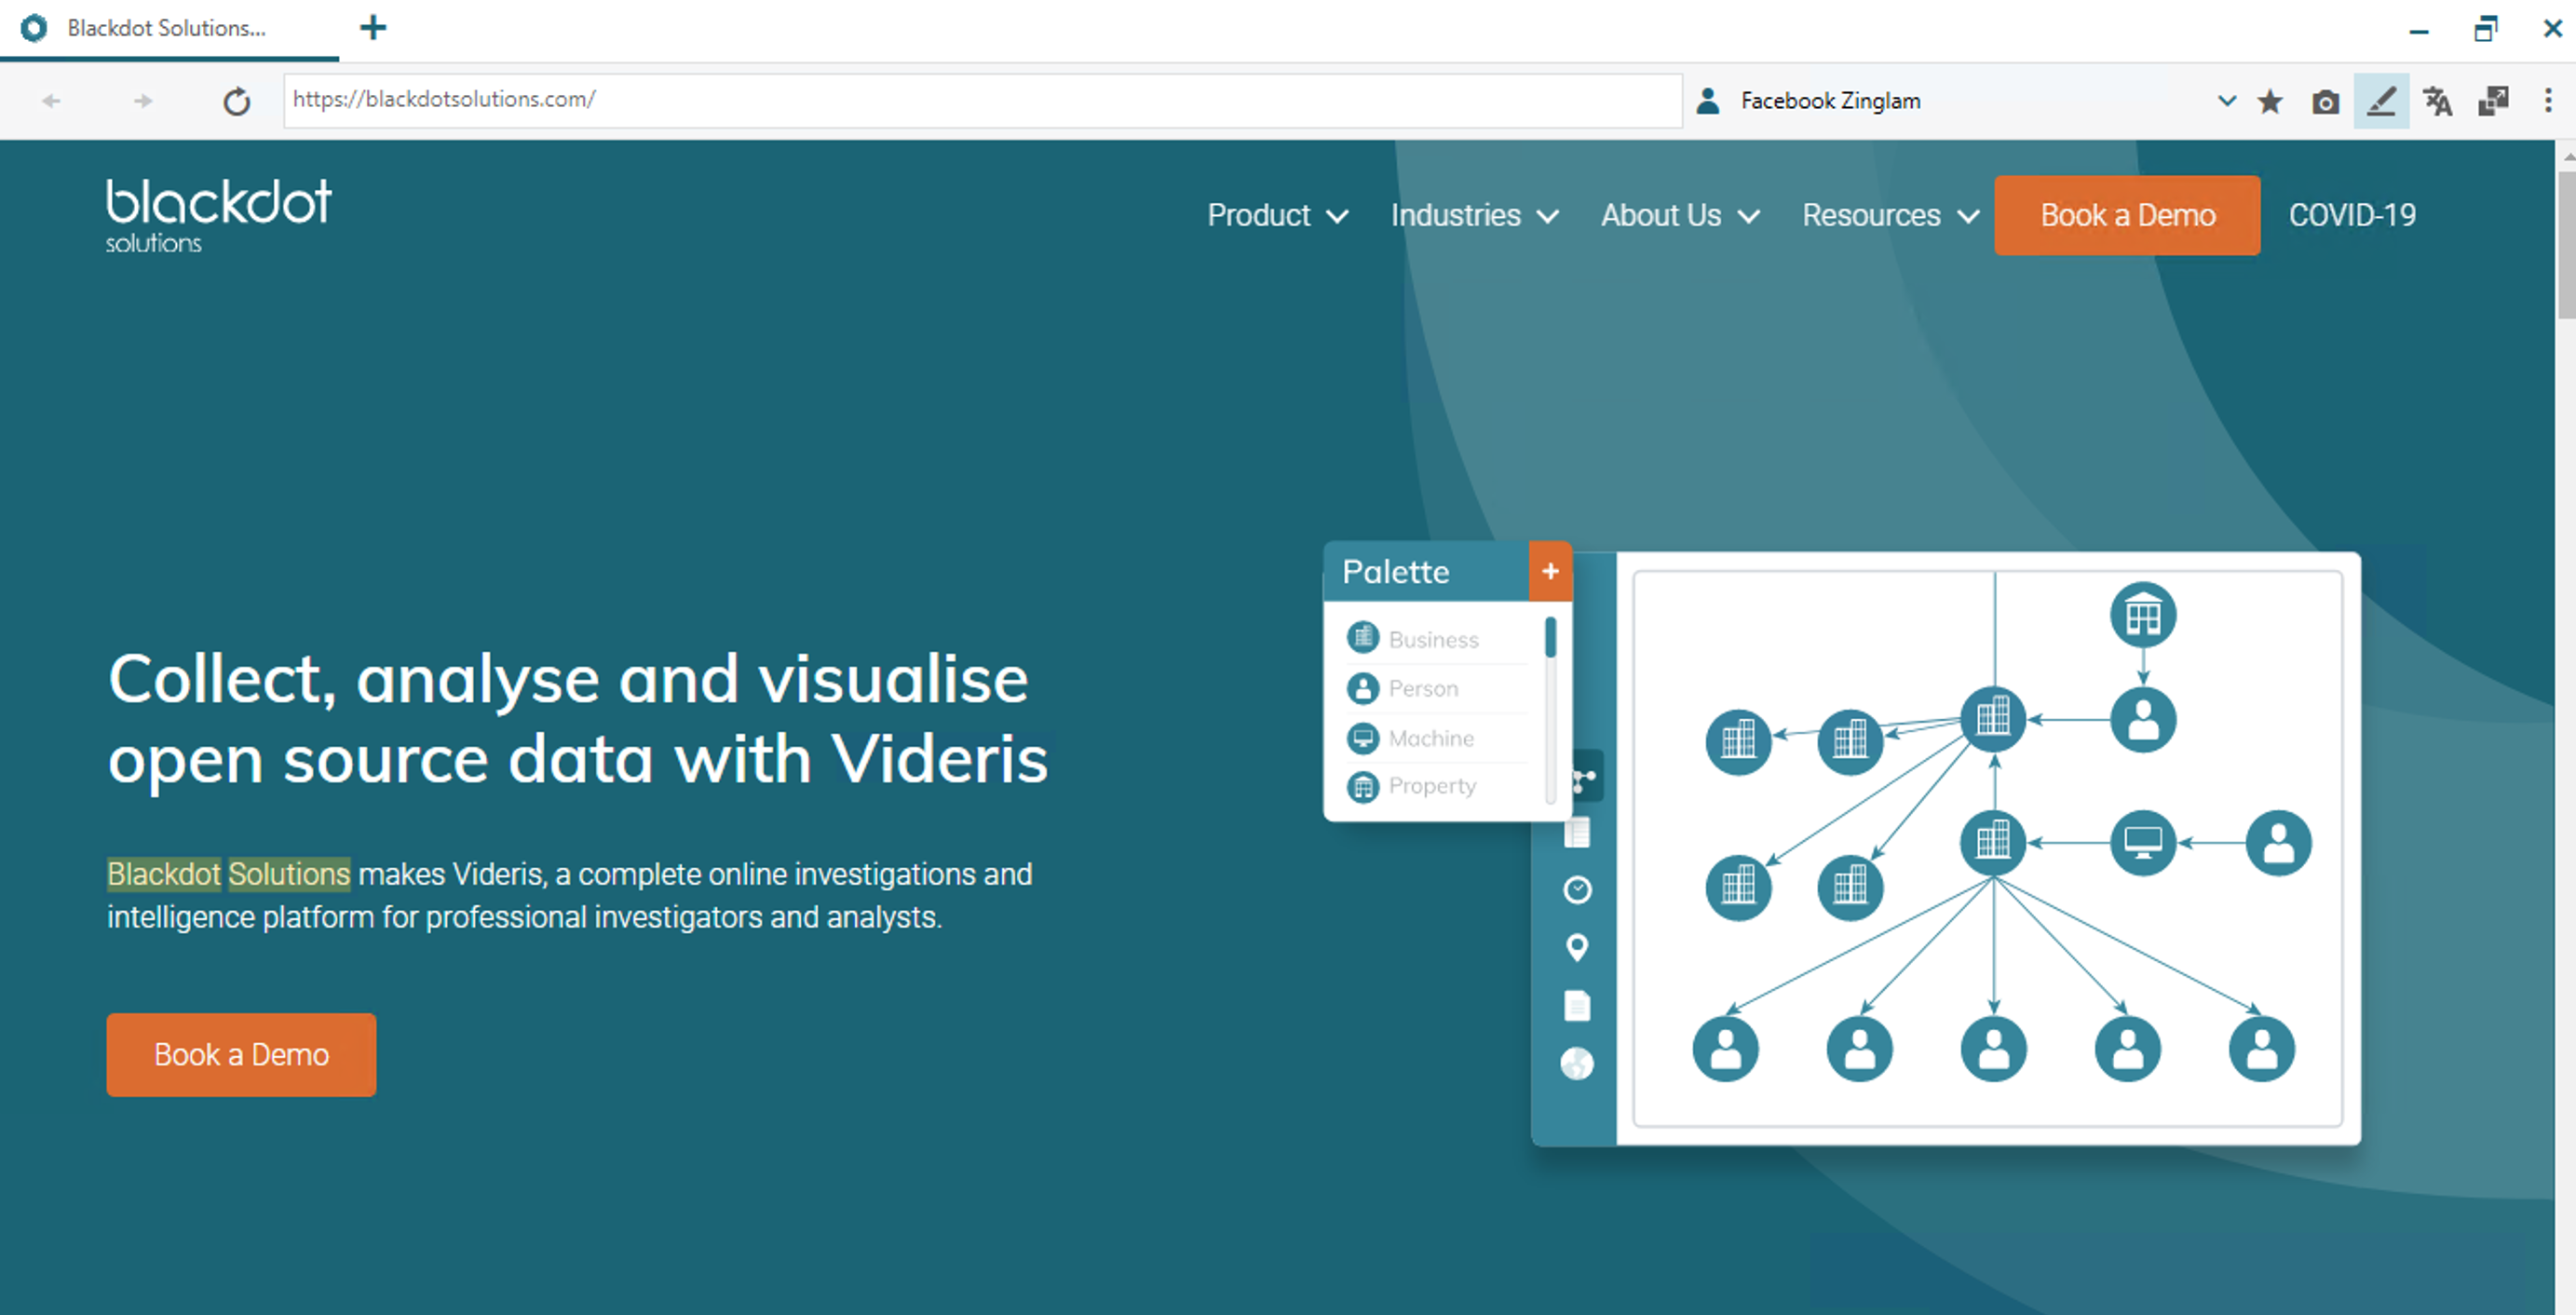 Blackdot Solutions...
https://blackdotsolutions.com/
Facebook Zinglam
blackdot
solutions
Product
Industries
About Us
Resources
Book a Demo
COVID-19
Collect, analyse and visualise
open source data with Videris
Blackdot Solutions makes Videris, a complete online investigations and
intelligence platform for professional investigators and analysts.
Book a Demo
Palette
+
Business
Person
Machine
Property